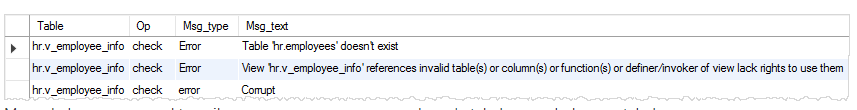 Table Op Msg_type Msg_text
hr.v_employee_info check Error Table 'hr.employees' doesn't exist
hr.v_employee_info check Error View 'hr.v_employee_info' references invalid table(s) or column(s) or function(s) or definer/invoker of view lack rights to use them
hr.v_employee_info check error Corrupt